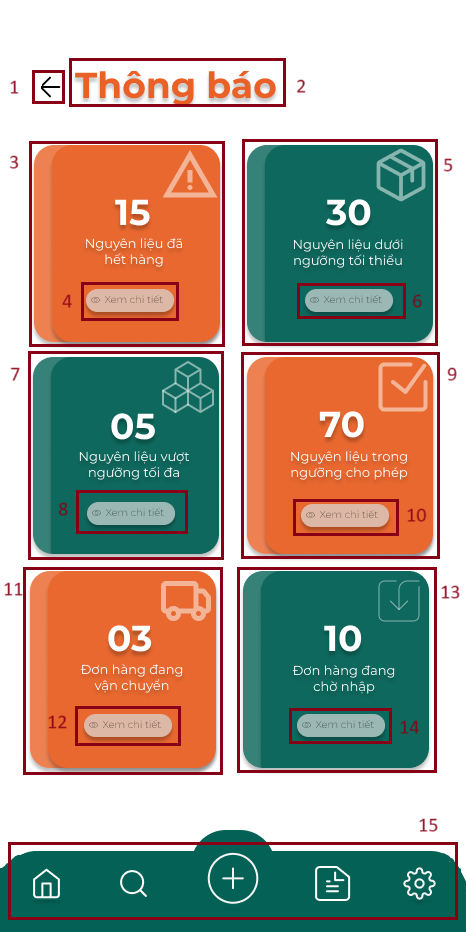 1
Thông báo
2
3
15
Nguyên liệu đã
hết hàng
4
Xem chi tiết
5
30
Nguyên liệu dưới
ngưỡng tối thiểu
Xem chi tiết
6
7
05
Nguyên liệu vượt
ngưỡng tối đa
8
Xem chi tiết
9
70
Nguyên liệu trong
ngưỡng cho phép
Xem chi tiết
10
11
03
Đơn hàng đang
vận chuyển
12
Xem chi tiết
13
10
Đơn hàng đang
chờ nhập
Xem chi tiết
14
15